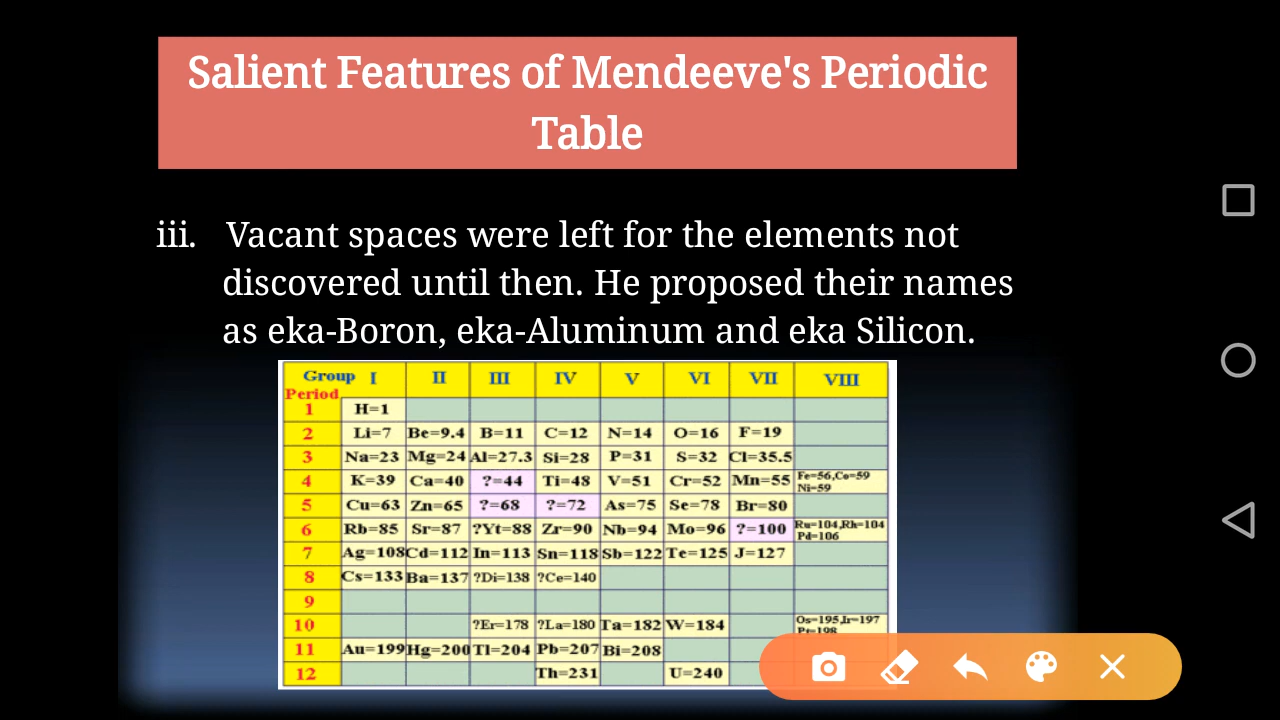 Salient Features of Mendeeve's Periodic
Table
iii. Vacant spaces were left for the elements not
discovered until then. He proposed their names
as eka-Boron, eka-Aluminum and eka Silicon.
Group I II III IV V VI VII VIII
Period
1 H=1
2 Li=7 Be=9.4 B=11 C=12 N=14 O=16 F=19
3 Na=23 Mg=24 Al=27.3 Si=28 P=31 S=32 Cl=35.5
4 K=39 Ca=40 ?=44 Ti=48 V=51 Cr=52 Mn=55 Fe=56,Co=59
Ni=59
5 Cu=63 Zn=65 ?=68 ?=72 As=75 Se=78 Br=80
6 Rb=85 Sr=87 ?Yt=88 Zr=90 Nb=94 Mo=96 ?=100 Ru=104,Rh=104
Pd=106
7 Ag=108 Cd=112 In=113 Sn=118 Sb=122 Te=125 J=127
8 Cs=133 Ba=137 ?Di=138 ?Ce=140
9
10 ?Er=178 ?La=180 Ta=182 W=184 Os=195,Ir=197
Pt=198
11 Au=199 Hg=200 Tl=204 Pb=207 Bi=208
12 Th=231 U=240